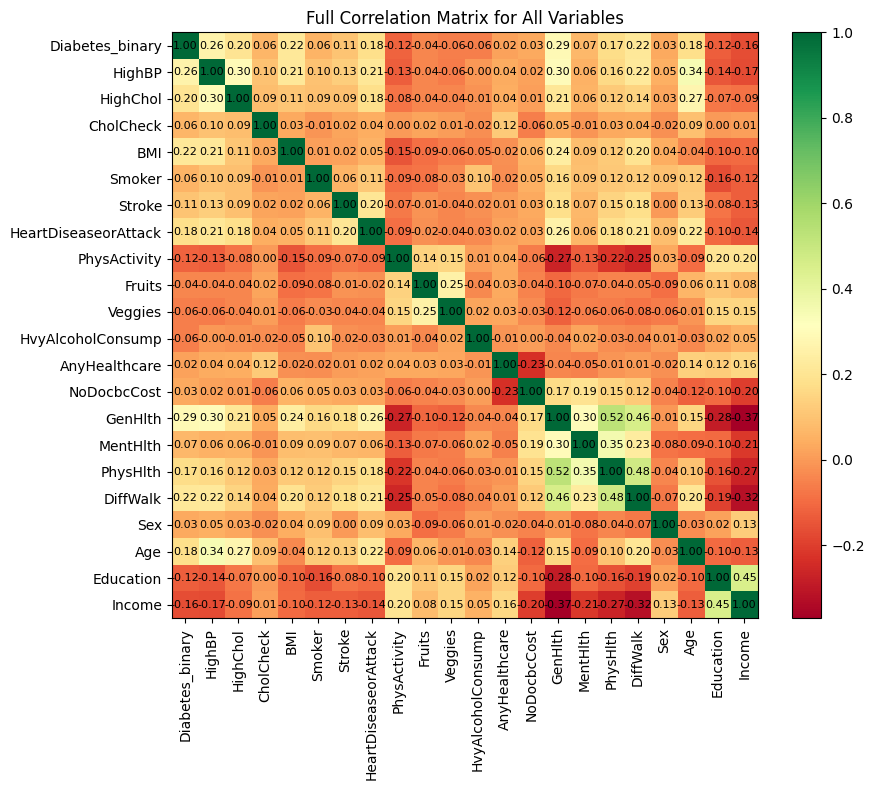 Full Correlation Matrix for All Variables
Diabetes_binary 1.00 0.26 0.20 0.06 0.22 0.06 0.11 0.18 -0.12 -0.04 -0.06 -0.06 0.02 0.03 0.29 0.07 0.17 0.22 0.03 0.18 -0.12 -0.16
HighBP 0.26 1.00 0.30 0.10 0.21 0.10 0.13 0.21 -0.13 -0.04 -0.06 -0.00 0.04 0.02 0.30 0.06 0.16 0.22 0.05 0.34 -0.14 -0.17
HighChol 0.20 0.30 1.00 0.09 0.11 0.09 0.09 0.18 -0.08 -0.04 -0.04 -0.01 0.04 0.01 0.21 0.06 0.12 0.14 0.03 0.27 -0.07 -0.09
CholCheck 0.06 0.10 0.09 1.00 0.03 -0.01 0.02 0.04 0.00 0.02 0.01 -0.02 0.12 -0.06 0.05 -0.01 0.03 0.04 -0.02 0.09 0.00 0.01
BMI 0.22 0.21 0.11 0.03 1.00 0.01 0.02 0.05 -0.15 -0.09 -0.06 -0.05 -0.02 0.06 0.24 0.09 0.12 0.20 0.04 -0.04 -0.10 -0.10
Smoker 0.06 0.10 0.09 -0.01 0.01 1.00 0.06 0.11 -0.09 -0.08 -0.03 0.10 -0.02 0.05 0.16 0.09 0.12 0.12 0.09 0.12 -0.16 -0.12
Stroke 0.11 0.13 0.09 0.02 0.02 0.06 1.00 0.20 -0.07 -0.01 -0.04 -0.02 0.01 0.03 0.18 0.07 0.15 0.18 0.00 0.13 -0.08 -0.13
HeartDiseaseorAttack 0.18 0.21 0.18 0.04 0.05 0.11 0.20 1.00 -0.09 -0.02 -0.04 -0.03 0.02 0.03 0.26 0.06 0.18 0.21 0.09 0.22 -0.10 -0.14
PhysActivity -0.12 -0.13 -0.08 0.00 -0.15 -0.09 -0.07 -0.09 1.00 0.14 0.15 0.01 0.04 -0.06 -0.27 -0.13 -0.22 -0.25 0.03 -0.09 0.20 0.20
Fruits -0.04 -0.04 -0.04 0.02 -0.09 -0.08 -0.01 -0.02 0.14 1.00 0.25 -0.04 0.03 -0.04 -0.10 -0.07 -0.04 -0.05 -0.09 0.06 0.11 0.08
Veggies -0.06 -0.06 -0.04 0.01 -0.06 -0.03 -0.04 -0.04 0.15 0.25 1.00 0.02 0.03 -0.03 -0.12 -0.06 -0.06 -0.08 -0.06 -0.01 0.15 0.15
HvyAlcoholConsump -0.06 -0.00 -0.01 -0.02 -0.05 0.10 -0.02 -0.03 0.01 -0.04 0.02 1.00 -0.01 0.00 -0.04 0.02 -0.03 -0.04 0.01 -0.03 0.02 0.05
AnyHealthcare 0.02 0.04 0.04 0.12 -0.02 -0.02 0.01 0.02 0.04 0.03 0.03 -0.01 1.00 -0.23 -0.04 -0.05 -0.01 0.01 -0.02 0.14 0.12 0.16
NoDocbcCost 0.03 0.02 0.01 -0.06 0.06 0.05 0.03 0.03 -0.06 -0.04 -0.03 0.00 -0.23 1.00 0.17 0.19 0.15 0.12 -0.04 -0.12 -0.10 -0.20
GenHlth 0.29 0.30 0.21 0.05 0.24 0.16 0.18 0.26 -0.27 -0.10 -0.12 -0.04 -0.04 0.17 1.00 0.30 0.52 0.46 -0.01 0.15 -0.28 -0.37
MentHlth 0.07 0.06 0.06 -0.01 0.09 0.09 0.07 0.06 -0.13 -0.07 -0.06 0.02 -0.05 0.19 0.30 1.00 0.35 0.23 -0.08 -0.09 -0.10 -0.21
PhysHlth 0.17 0.16 0.12 0.03 0.12 0.12 0.15 0.18 -0.22 -0.04 -0.06 -0.03 -0.01 0.15 0.52 0.35 1.00 0.48 -0.04 0.10 -0.16 -0.27
DiffWalk 0.22 0.22 0.14 0.04 0.20 0.12 0.18 0.21 -0.25 -0.05 -0.08 -0.04 0.01 0.12 0.46 0.23 0.48 1.00 -0.07 0.20 -0.19 -0.32
Sex 0.03 0.05 0.03 -0.02 0.04 0.09 0.00 0.09 0.03 -0.09 -0.06 0.01 -0.02 -0.04 -0.01 -0.08 -0.04 -0.07 1.00 -0.03 0.02 0.13
Age 0.18 0.34 0.27 0.09 -0.04 0.12 0.13 0.22 -0.09 0.06 -0.01 -0.03 0.14 -0.12 0.15 -0.09 0.10 0.20 -0.03 1.00 -0.10 -0.13
Education -0.12 -0.14 -0.07 0.00 -0.10 -0.16 -0.08 -0.10 0.20 0.11 0.15 0.02 0.12 -0.10 -0.28 -0.10 -0.16 -0.19 0.02 -0.10 1.00 0.45
Income -0.16 -0.17 -0.09 0.01 -0.10 -0.12 -0.13 -0.14 0.20 0.08 0.15 0.05 0.16 -0.20 -0.37 -0.21 -0.27 -0.32 0.13 -0.13 0.45 1.00
Diabetes_binary
HighBP
HighChol
CholCheck
BMI
Smoker
Stroke
HeartDiseaseorAttack
PhysActivity
Fruits
Veggies
HvyAlcoholConsump
AnyHealthcare
NoDocbcCost
GenHlth
MentHlth
PhysHlth
DiffWalk
Sex
Age
Education
Income
1.0
0.8
0.6
0.4
0.2
0.0
−0.2